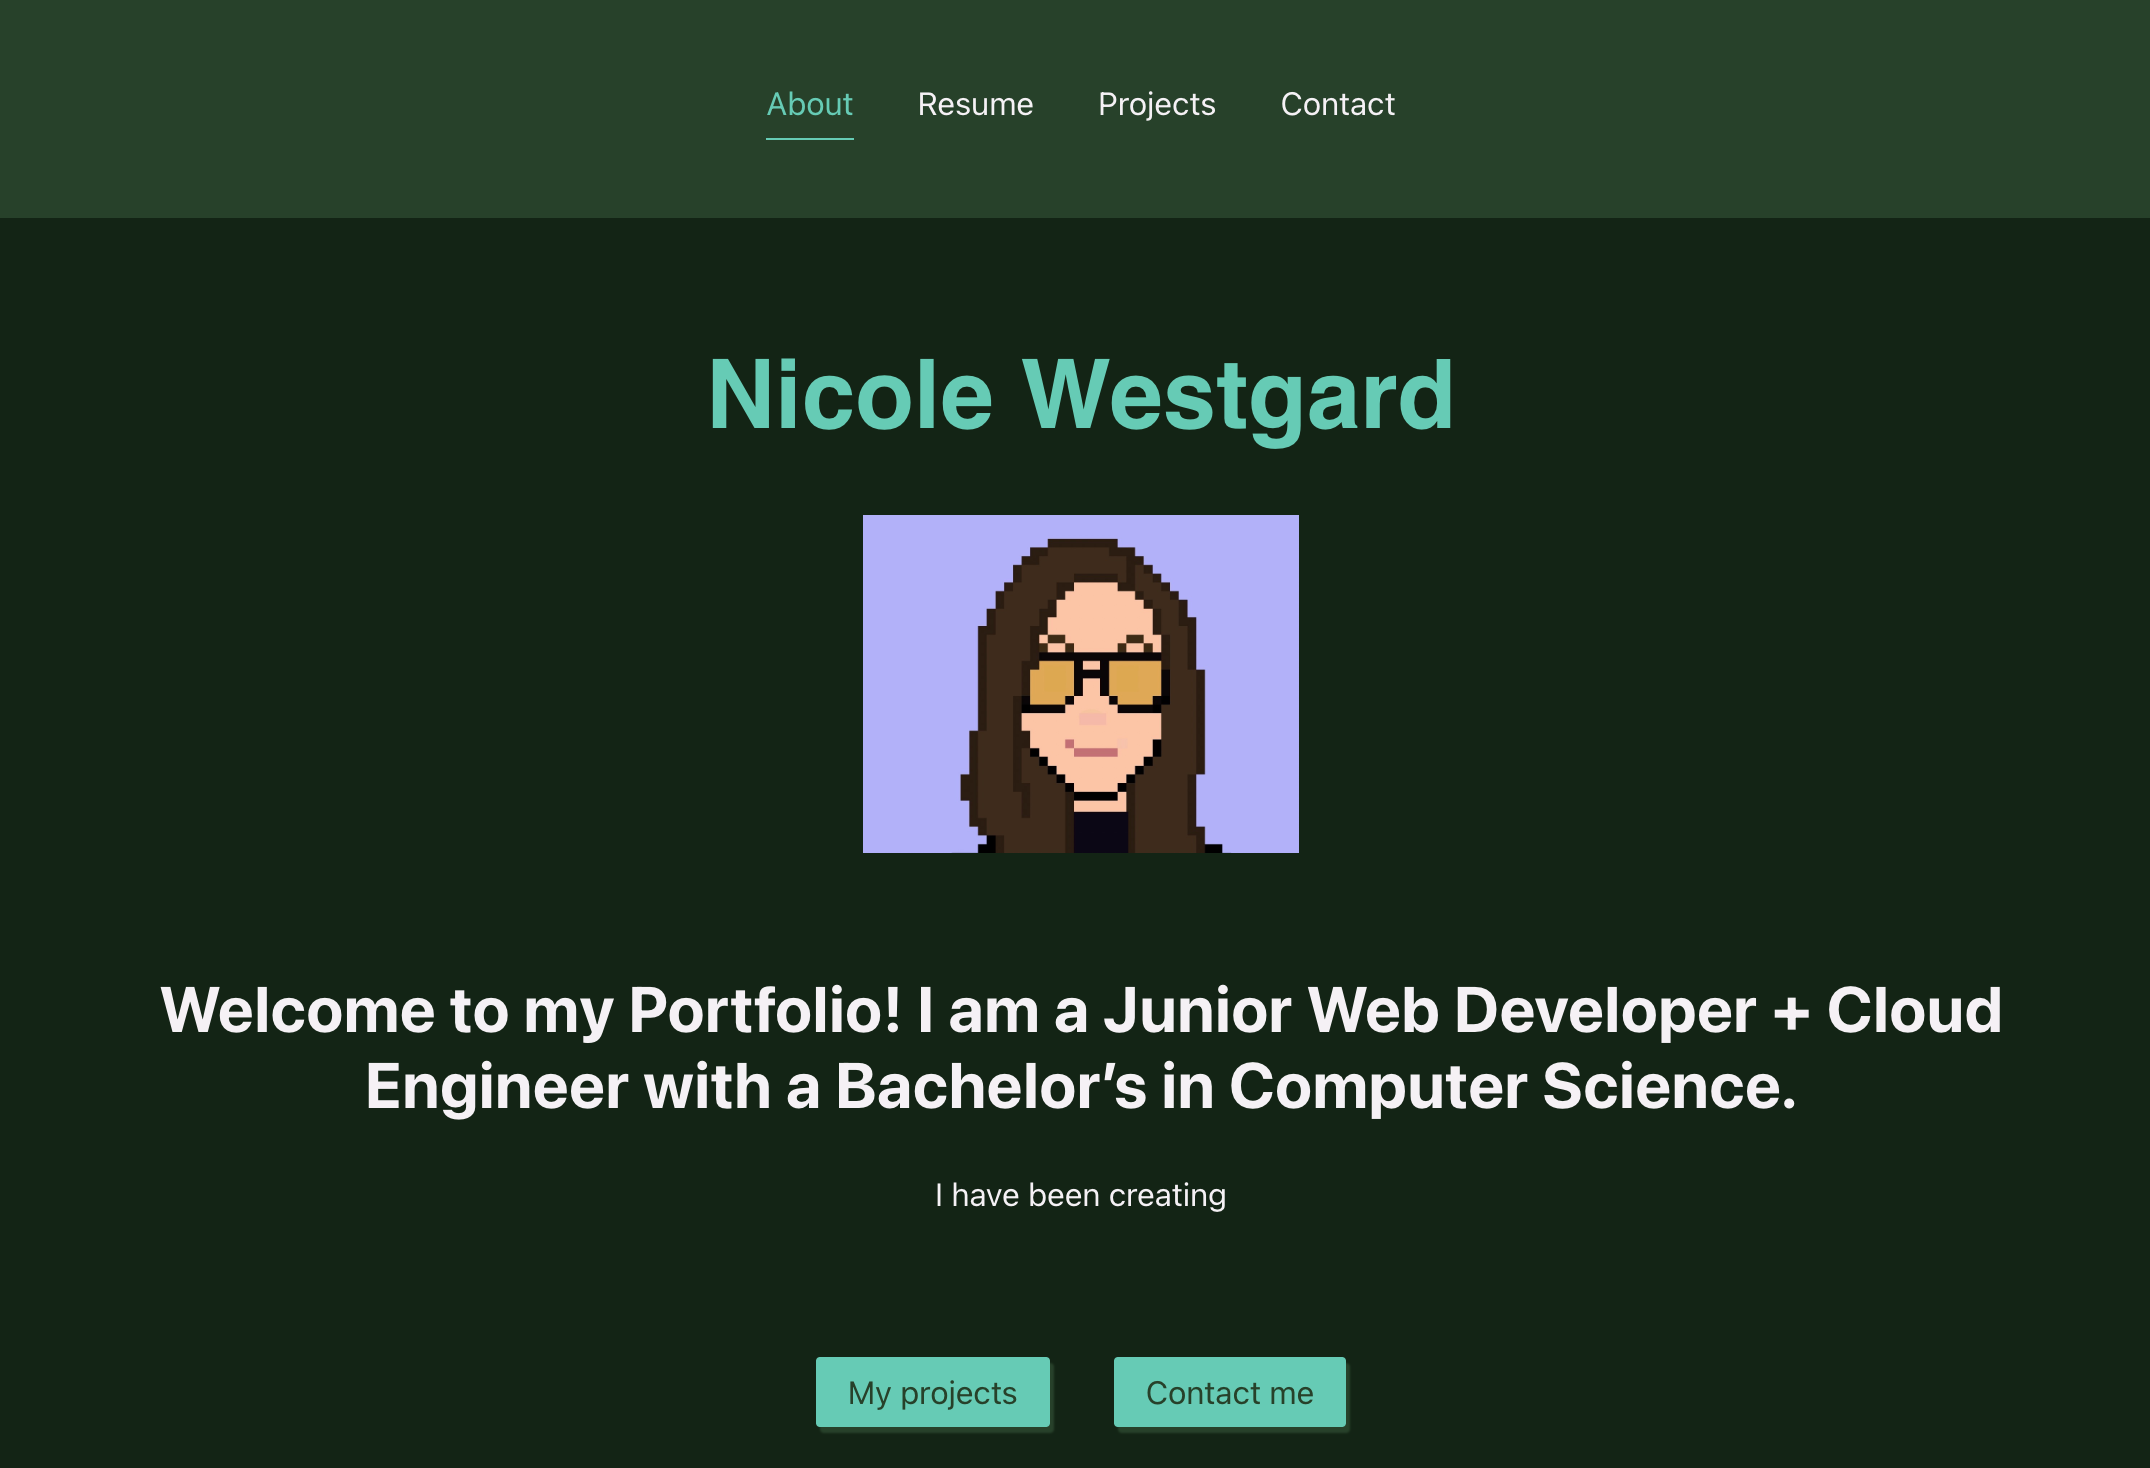 About Resume Projects Contact
Nicole Westgard
Welcome to my Portfolio! I am a Junior Web Developer + Cloud
Engineer with a Bachelor’s in Computer Science.
I have been creating
My projects Contact me